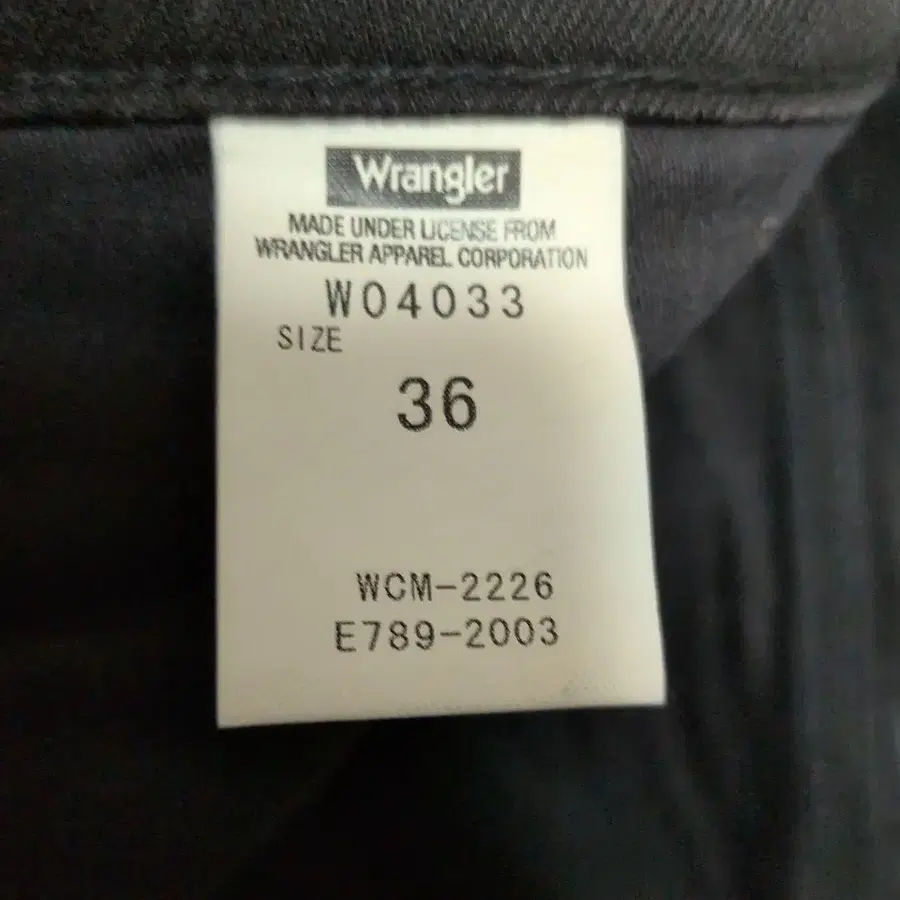 Wrangler
MADE UNDER LICENSE FROM
WRANGLER APPAREL CORPORATION
W04033
SIZE
36
WCM-2226
E789-2003